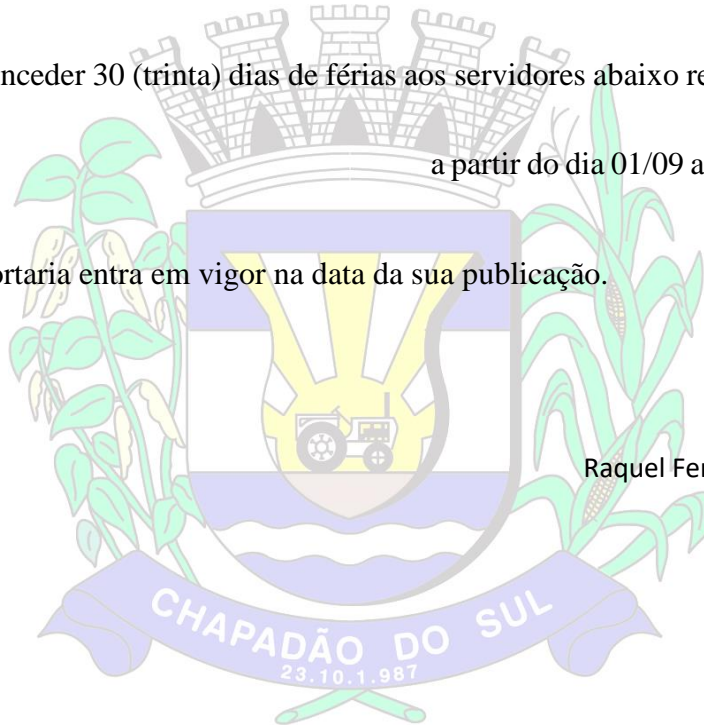 nceder 30 (trinta) dias de férias aos servidores abaixo re
a partir do dia 01/09 a
ortaria entra em vigor na data da sua publicação.
Raquel Fer
CHAPADÃO DO SUL
23.10.1.987